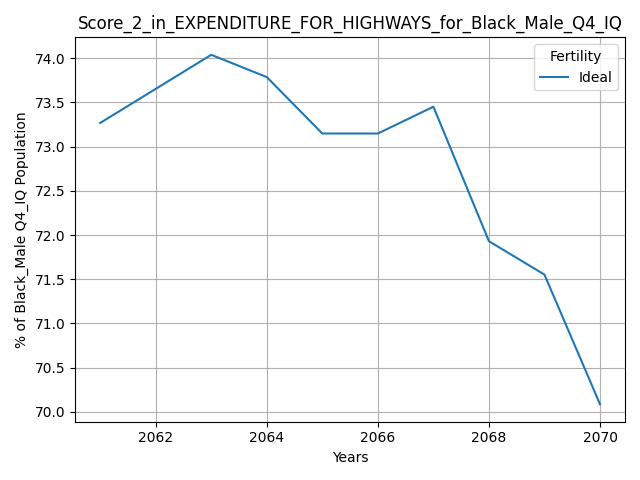 Score_2_in_EXPENDITURE_FOR_HIGHWAYS_for_Black_Male_Q4_IQ
Fertility
Ideal
74.0
73.5
73.0
72.5
72.0
71.5
71.0
70.5
70.0
% of Black_Male Q4_IQ Population
2062 2064 2066 2068 2070
Years